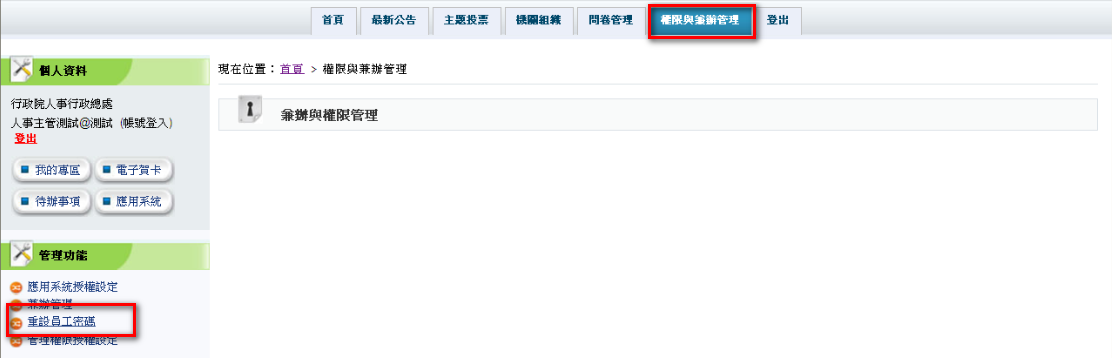 首頁 最新公告 主題投票 機關組織 問卷管理 權限與兼辦管理 登出
個人資料
現在位置：首頁 > 權限與兼辦管理
行政院人事行政總處
人事主管測試@測試 (帳號登入)
登出
兼辦與權限管理
我的專區 電子賀卡
待辦事項 應用系統
管理功能
應用系統授權設定
兼辦管理
重設員工密碼
管理權限授權設定